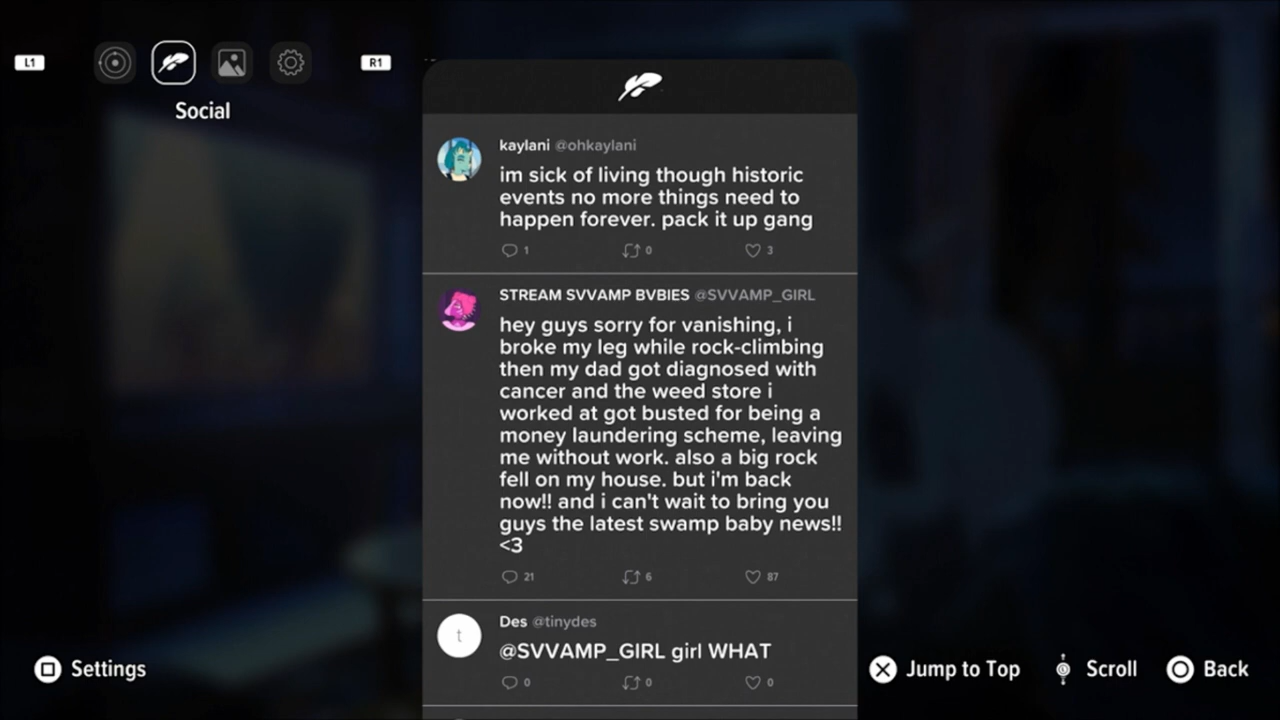 L1
R1
Social
kaylani @ohkaylani
im sick of living though historic
events no more things need to
happen forever. pack it up gang
1 0 3
STREAM SVVAMP BVBIES @SVVAMP_GIRL
hey guys sorry for vanishing, i
broke my leg while rock-climbing
then my dad got diagnosed with
cancer and the weed store i
worked at got busted for being a
money laundering scheme, leaving
me without work. also a big rock
fell on my house. but i'm back
now!! and i can't wait to bring you
guys the latest swamp baby news!!
<3
21 6 87
t
Des @tinydes
@SVVAMP_GIRL girl WHAT
0 0 0
Settings
Jump to Top
Scroll
Back